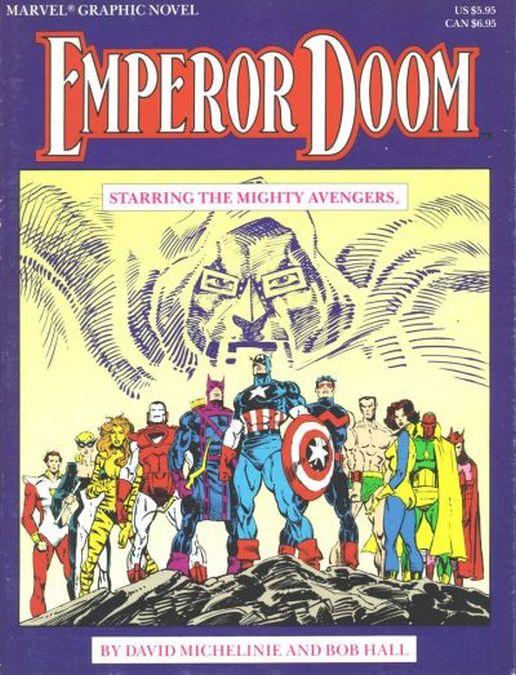 MARVEL® GRAPHIC NOVEL
US $5.95
CAN $6.95
EMPEROR DOOM™
STARRING THE MIGHTY AVENGERS®
BY DAVID MICHELINIE AND BOB HALL